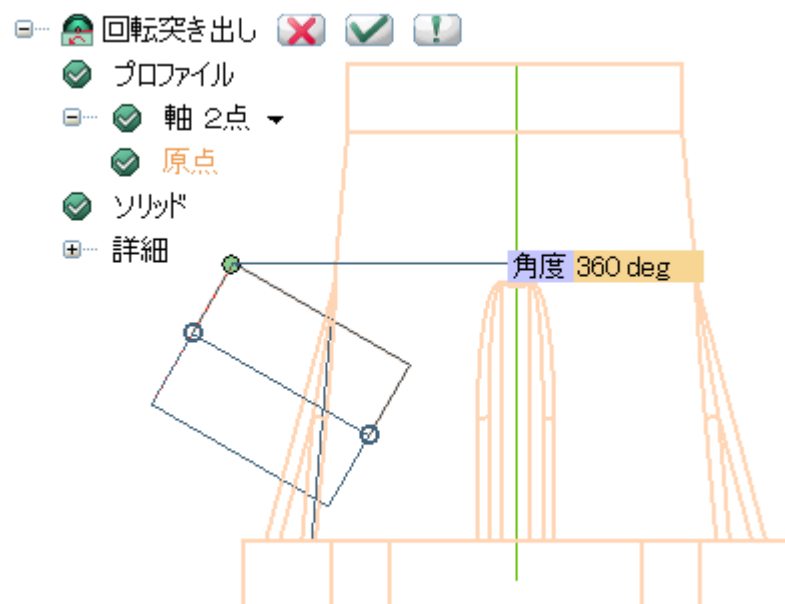 回転突き出し
プロファイル
軸 2点
原点
ソリッド
詳細
角度 360 deg